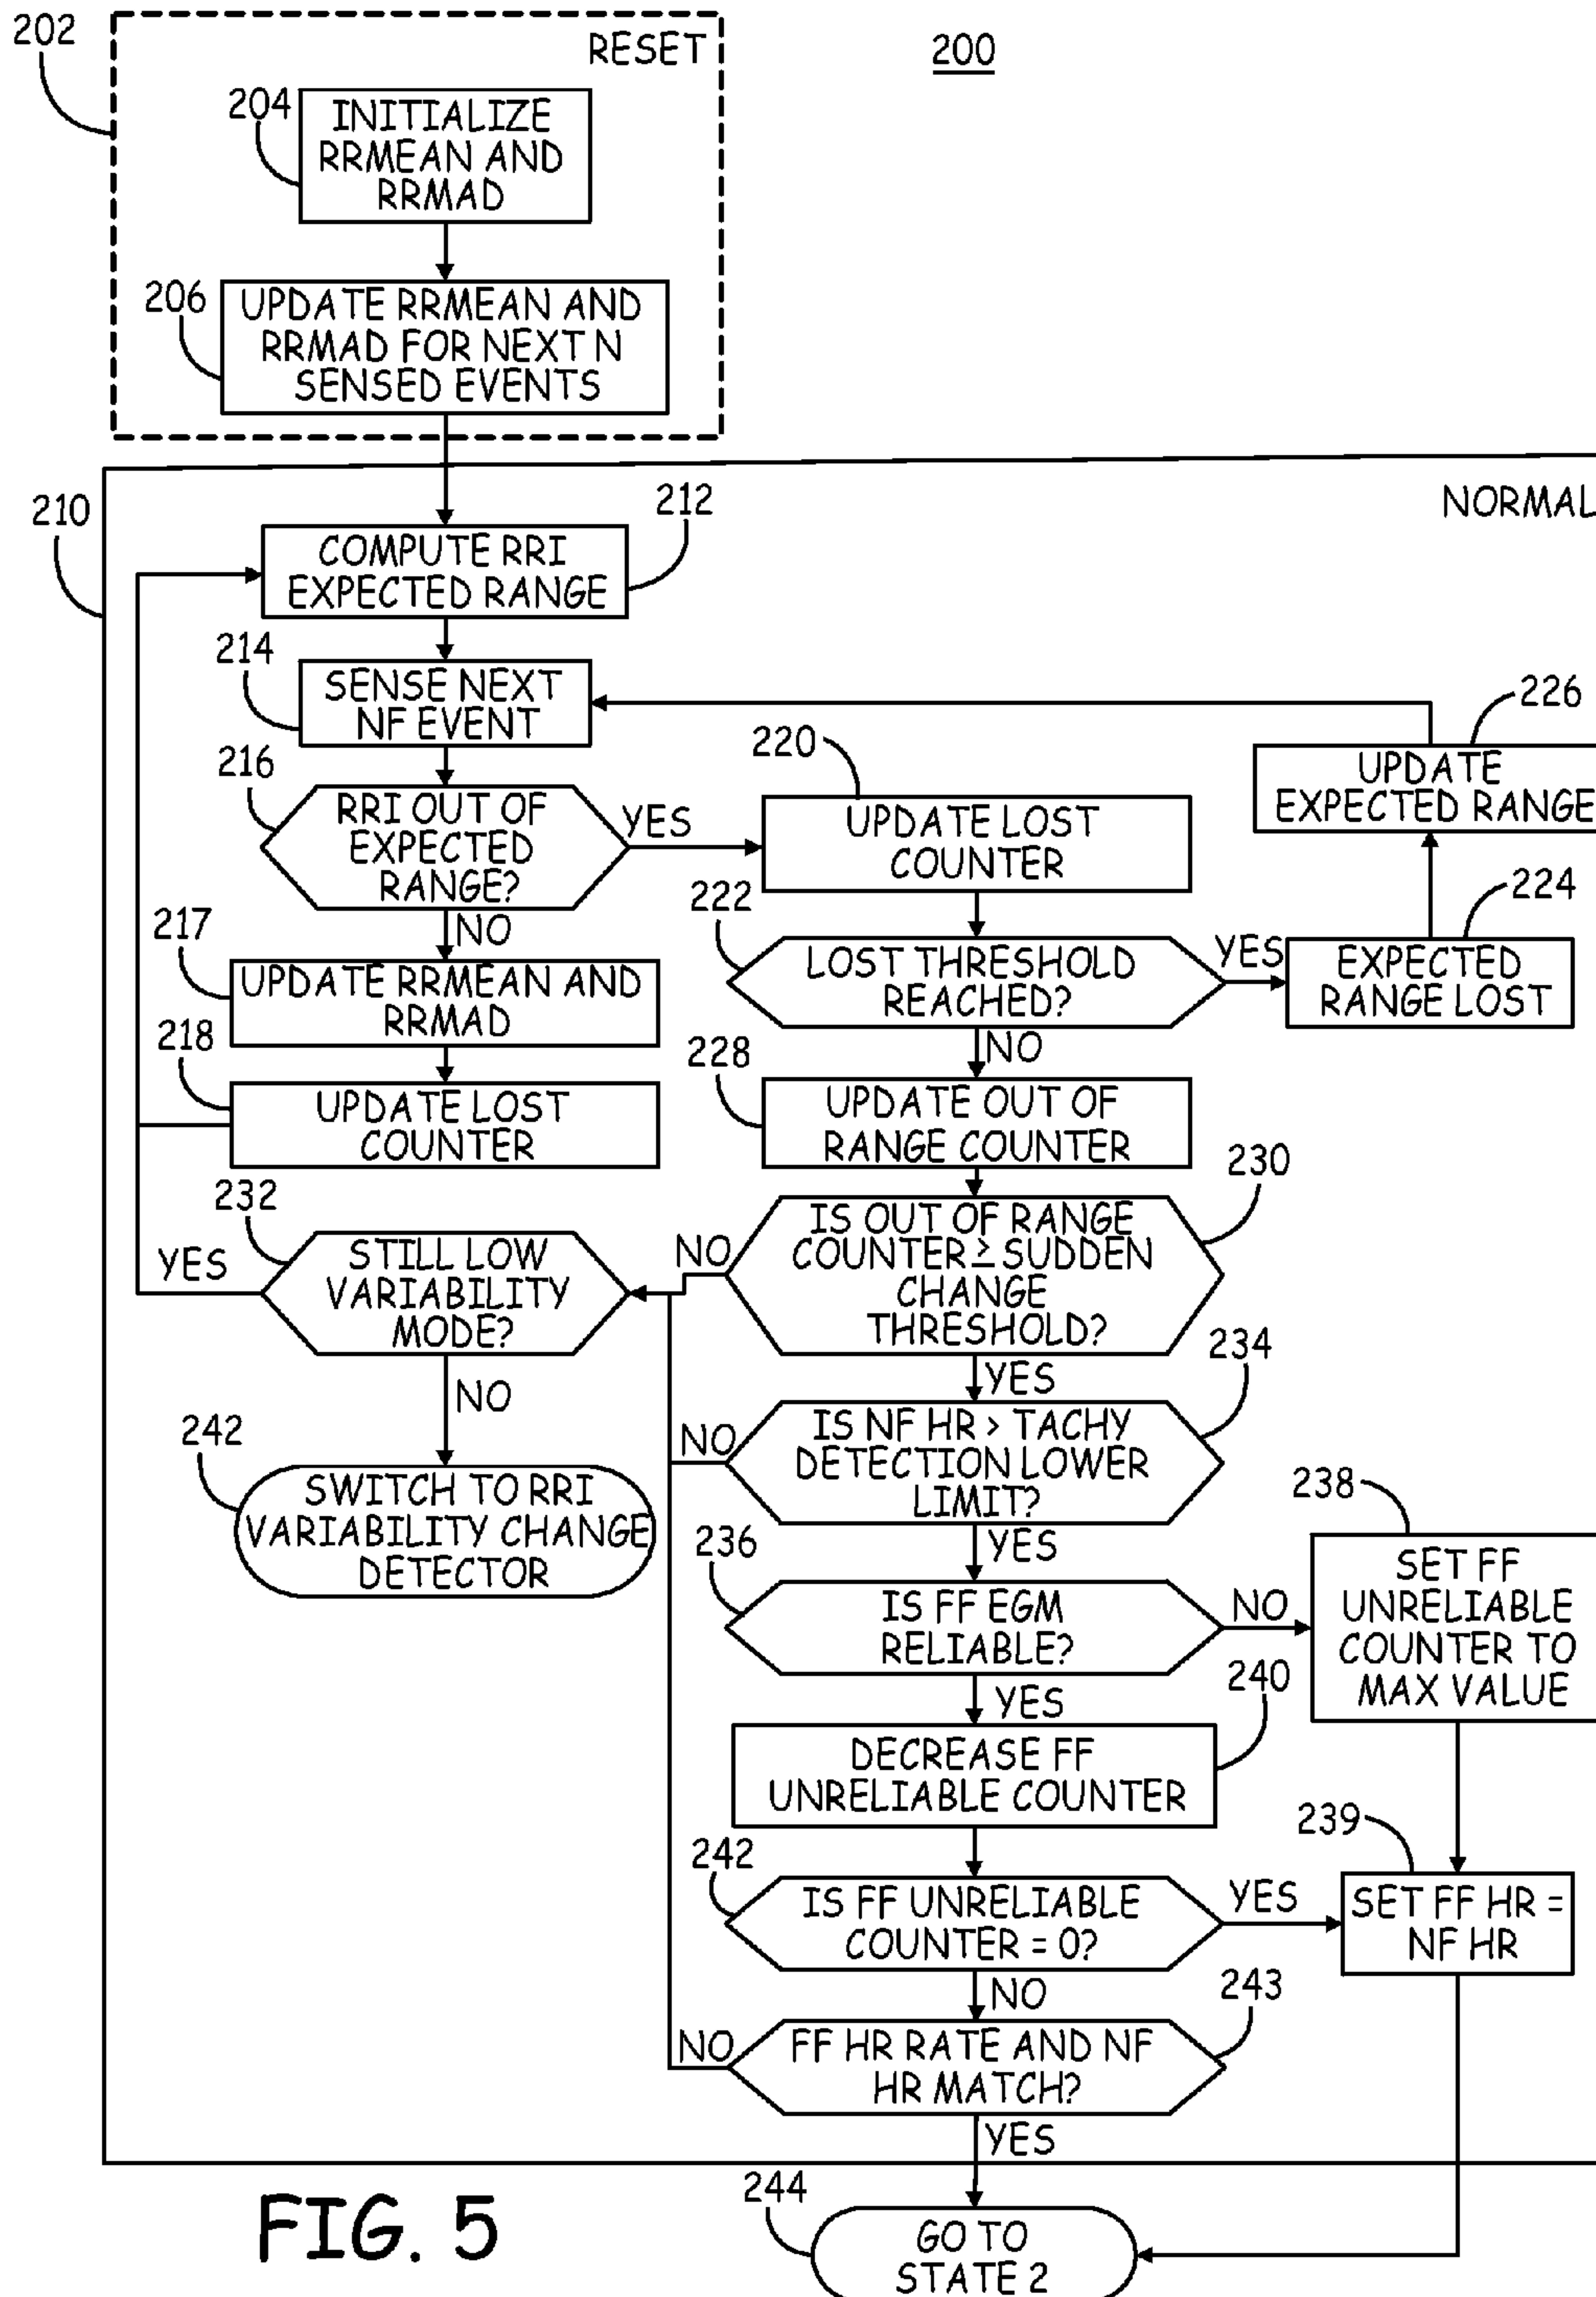 202
RESET
200
204
INITIALIZE
RRMEAN AND
RRMAD
206
UPDATE RRMEAN AND
RRMAD FOR NEXT N
SENSED EVENTS
210
NORMAL
212
COMPUTE RRI
EXPECTED RANGE
214
SENSE NEXT
NF EVENT
226
UPDATE
EXPECTED RANGE
216
RRI OUT OF
EXPECTED
RANGE?
YES
220
UPDATE LOST
COUNTER
224
EXPECTED
RANGE LOST
NO
222
LOST THRESHOLD
REACHED?
YES
217
UPDATE RRMEAN AND
RRMAD
NO
218
UPDATE LOST
COUNTER
228
UPDATE OUT OF
RANGE COUNTER
230
IS OUT OF RANGE
COUNTER ≥ SUDDEN
CHANGE
THRESHOLD?
NO
232
STILL LOW
VARIABILITY
MODE?
YES
NO
YES
234
IS NF HR > TACHY
DETECTION LOWER
LIMIT?
NO
242
SWITCH TO RRI
VARIABILITY CHANGE
DETECTOR
YES
236
IS FF EGM
RELIABLE?
NO
238
SET FF
UNRELIABLE
COUNTER TO
MAX VALUE
YES
240
DECREASE FF
UNRELIABLE COUNTER
239
SET FF HR =
NF HR
242
IS FF UNRELIABLE
COUNTER = 0?
YES
NO
243
FF HR RATE AND NF
HR MATCH?
NO
YES
244
GO TO
STATE 2
FIG. 5